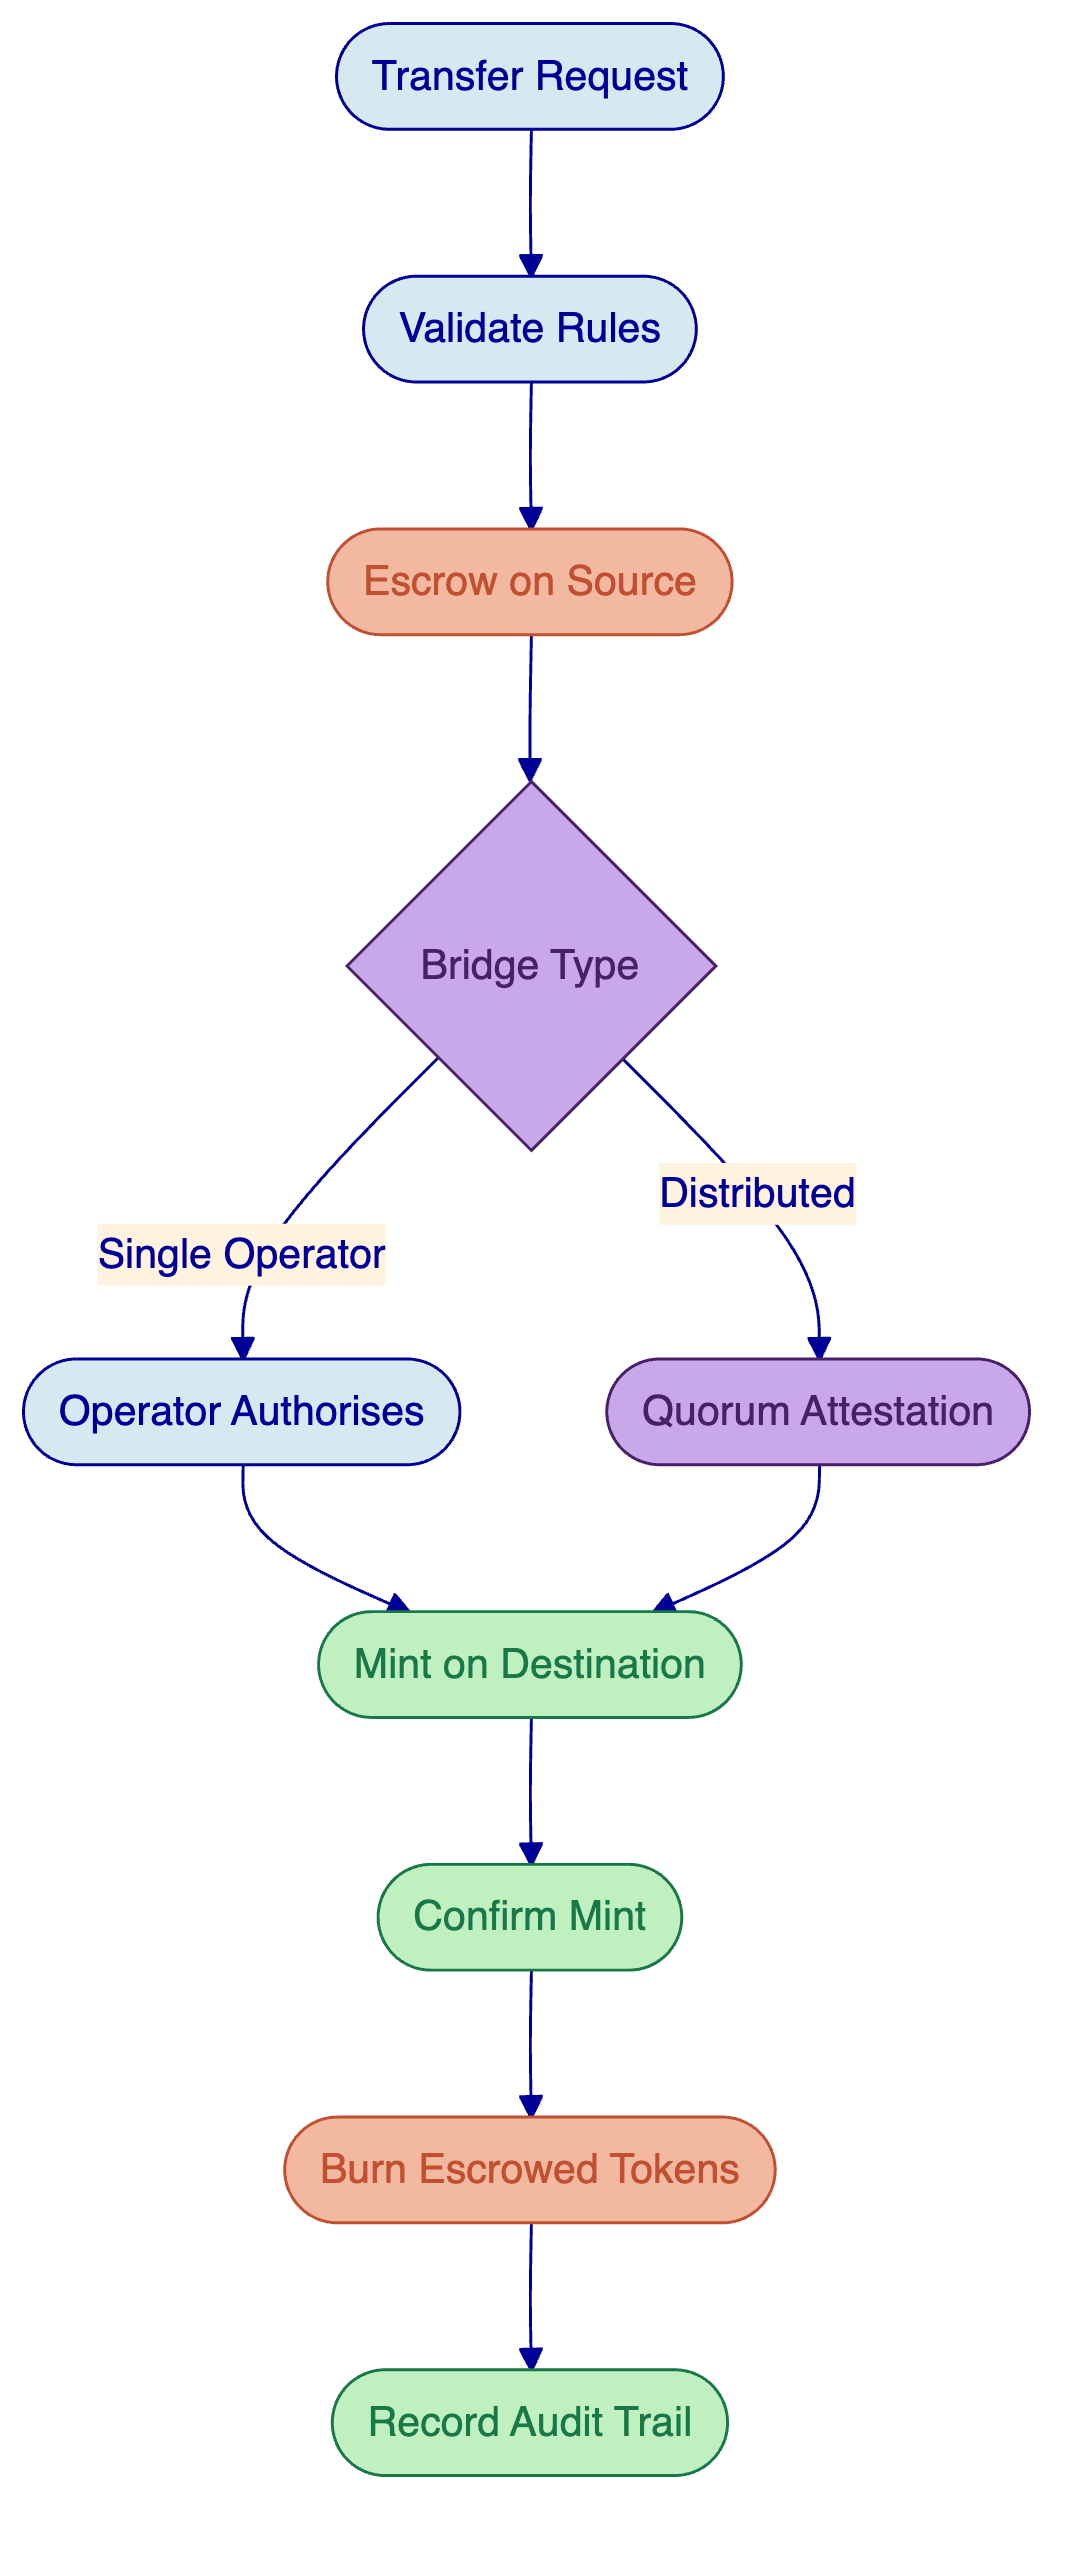 Transfer Request
Validate Rules
Escrow on Source
Bridge Type
Distributed
Single Operator
Operator Authorises
Quorum Attestation
Mint on Destination
Confirm Mint
Burn Escrowed Tokens
Record Audit Trail